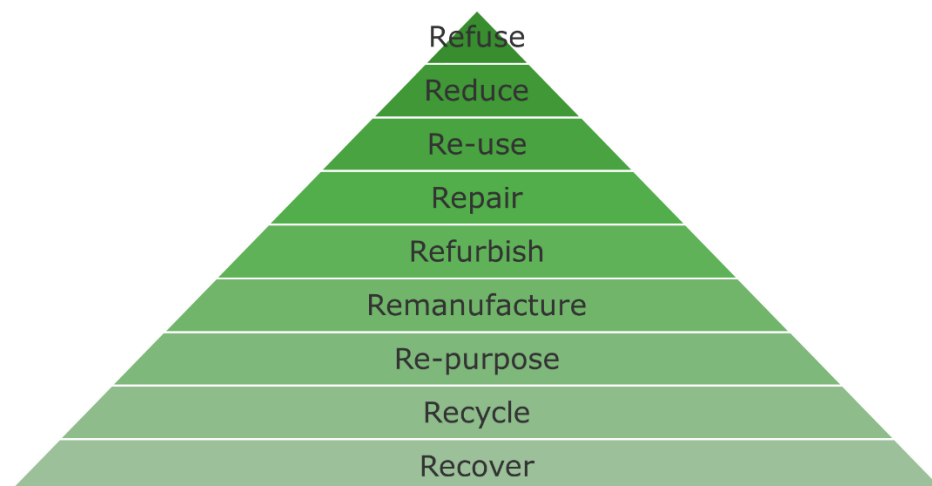 Refuse
Reduce
Re-use
Repair
Refurbish
Remanufacture
Re-purpose
Recycle
Recover